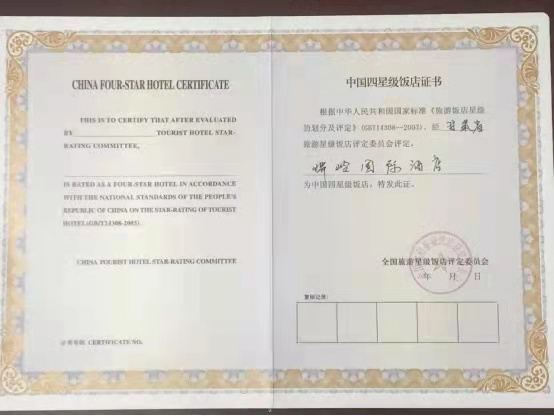 CHINA FOUR-STAR HOTEL CERTIFICATE
THIS IS TO CERTIFY THAT AFTER EVALUATED
BY TOURIST HOTEL STAR-
RATING COMMITTEE,
IS RATED AS A FOUR-STAR HOTEL IN ACCORDANCE
WITH THE NATIONAL STANDARDS OF THE PEOPLE'S
REPUBLIC OF CHINA ON THE STAR-RATING OF TOURIST
HOTEL (GB/T14308-2003).
CHINA TOURIST HOTEL STAR-RATING COMMITTEE
CERTIFICATE NO.
中国四星级饭店证书
根据中华人民共和国国家标准《旅游饭店星级
的划分及评定》(GB/T14308—2003),经 甘肃省
旅游星级饭店评定委员会评定,
国际酒店
为中国四星级饭店,特发此证。
全国旅游星级饭店评定委员会
年 月 日
复核记录: